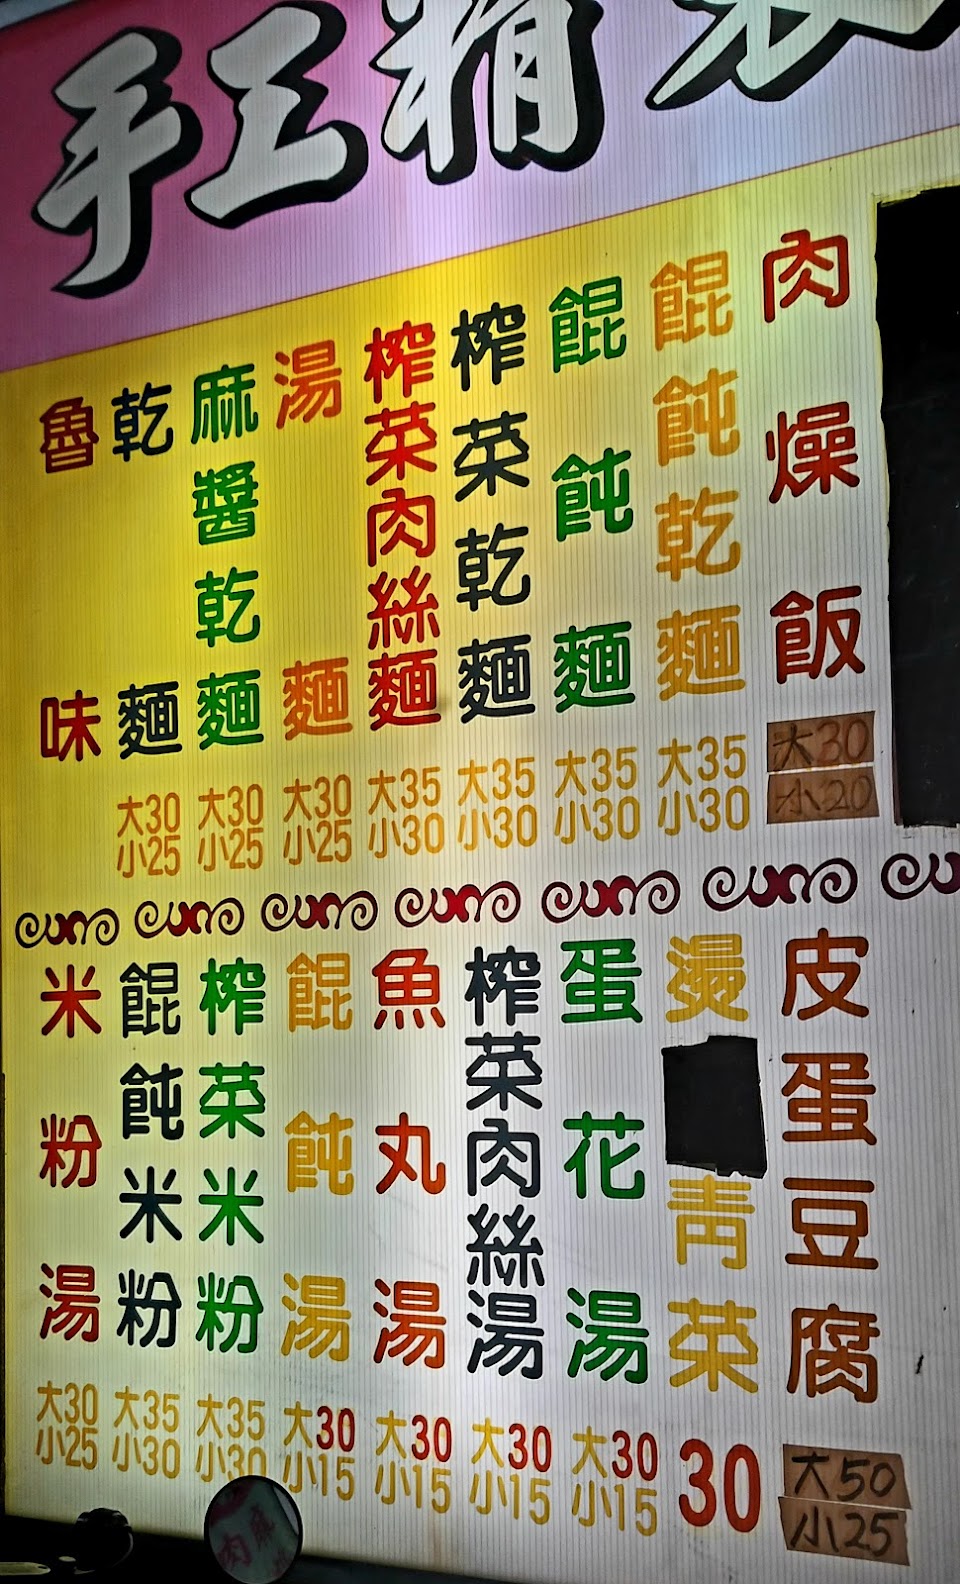 手工精製
肉燥飯
大30
小20
餛飩乾麵
大35
小30
餛飩麵
大35
小30
榨菜乾麵
大35
小30
榨菜肉絲麵
大35
小30
湯麵
大30
小25
麻醬乾麵
大30
小25
乾麵
大30
小25
魯味
皮蛋豆腐
大50
小25
燙青菜
30
蛋花湯
大30
小15
榨菜肉絲湯
大30
小15
魚丸湯
大30
小15
餛飩湯
大30
小15
榨菜米粉
大35
小30
餛飩米粉
大35
小30
米粉湯
大30
小25